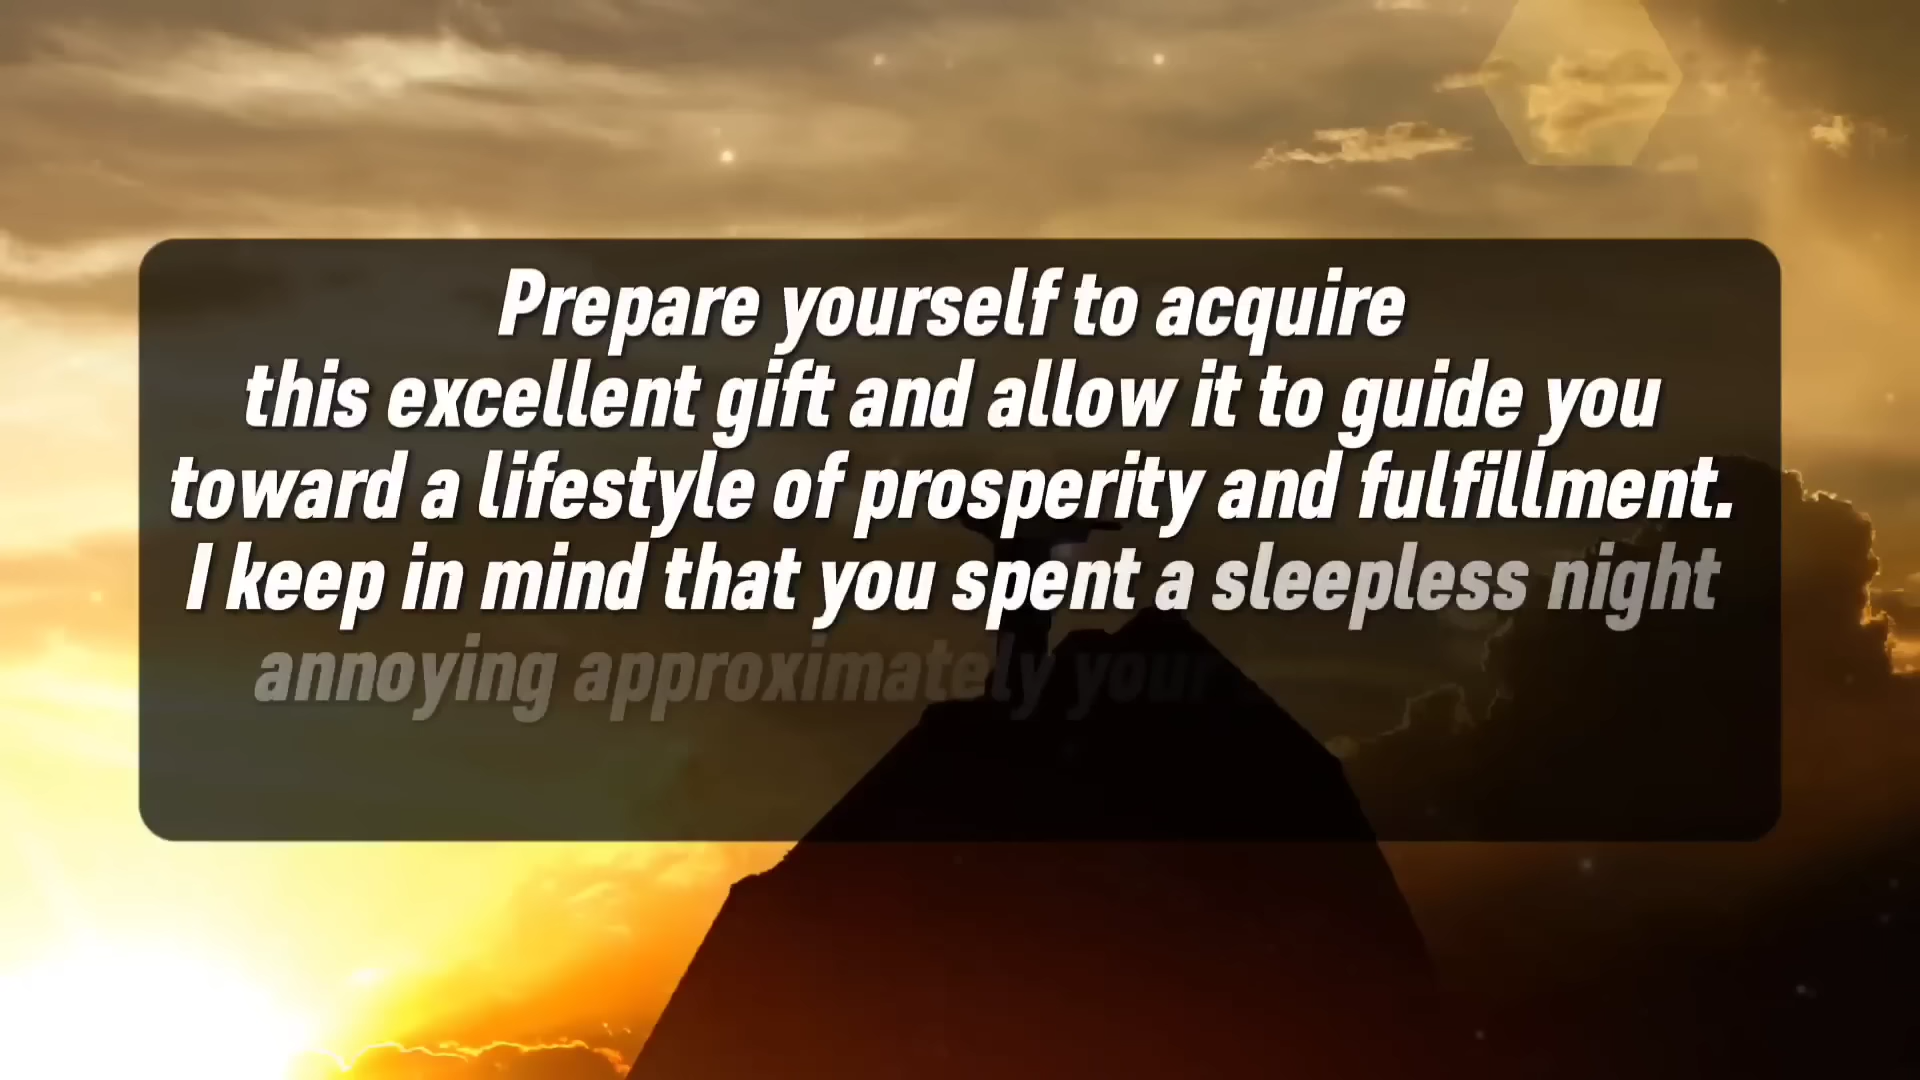 Prepare yourself to acquire
this excellent gift and allow it to guide you
toward a lifestyle of prosperity and fulfillment.
I keep in mind that you spent a sleepless night
annoying approximately your